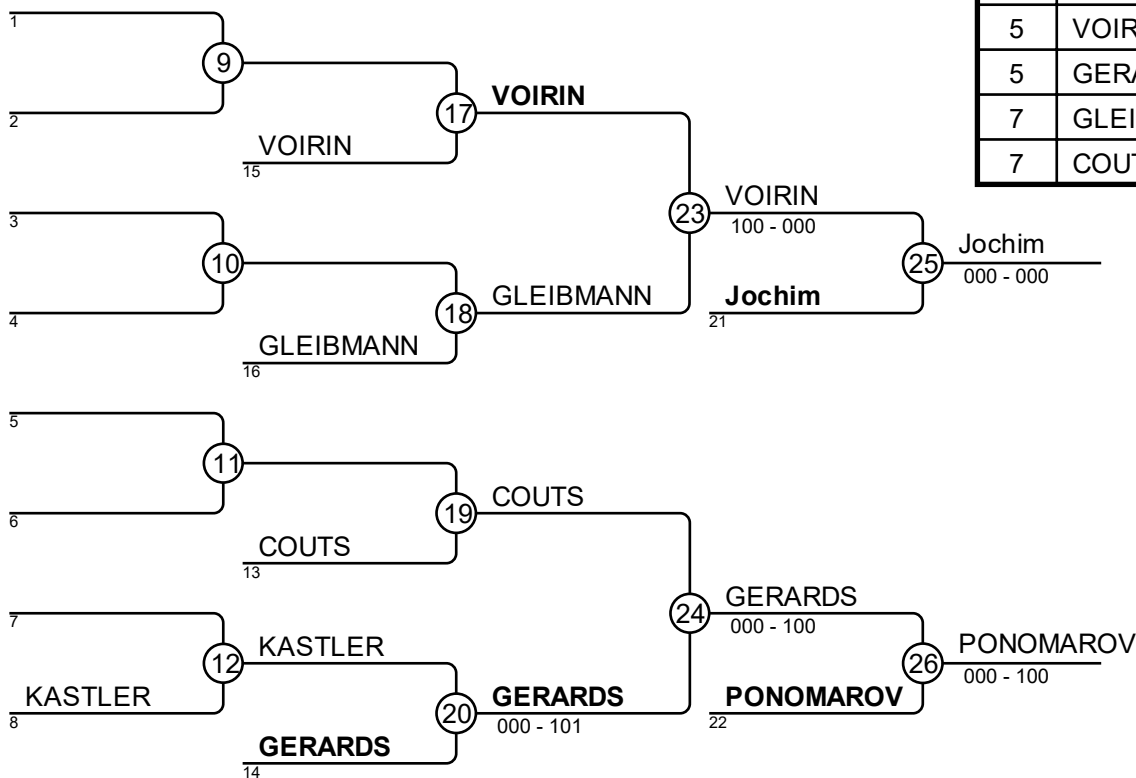 1
5 VOIR
9
5 GERA
17 VOIRIN
2
VOIRIN
7 GLEI
15
7 COUT
3
23 VOIRIN
100 - 000
10
25 Jochim
000 - 000
18 GLEIBMANN
Jochim
4
21
GLEIBMANN
16
5
11
19 COUTS
6
COUTS
13
7
24 GERARDS
000 - 100
12 KASTLER
26 PONOMAROV
000 - 100
KASTLER
8
20 GERARDS
000 - 101
PONOMAROV
22
GERARDS
14